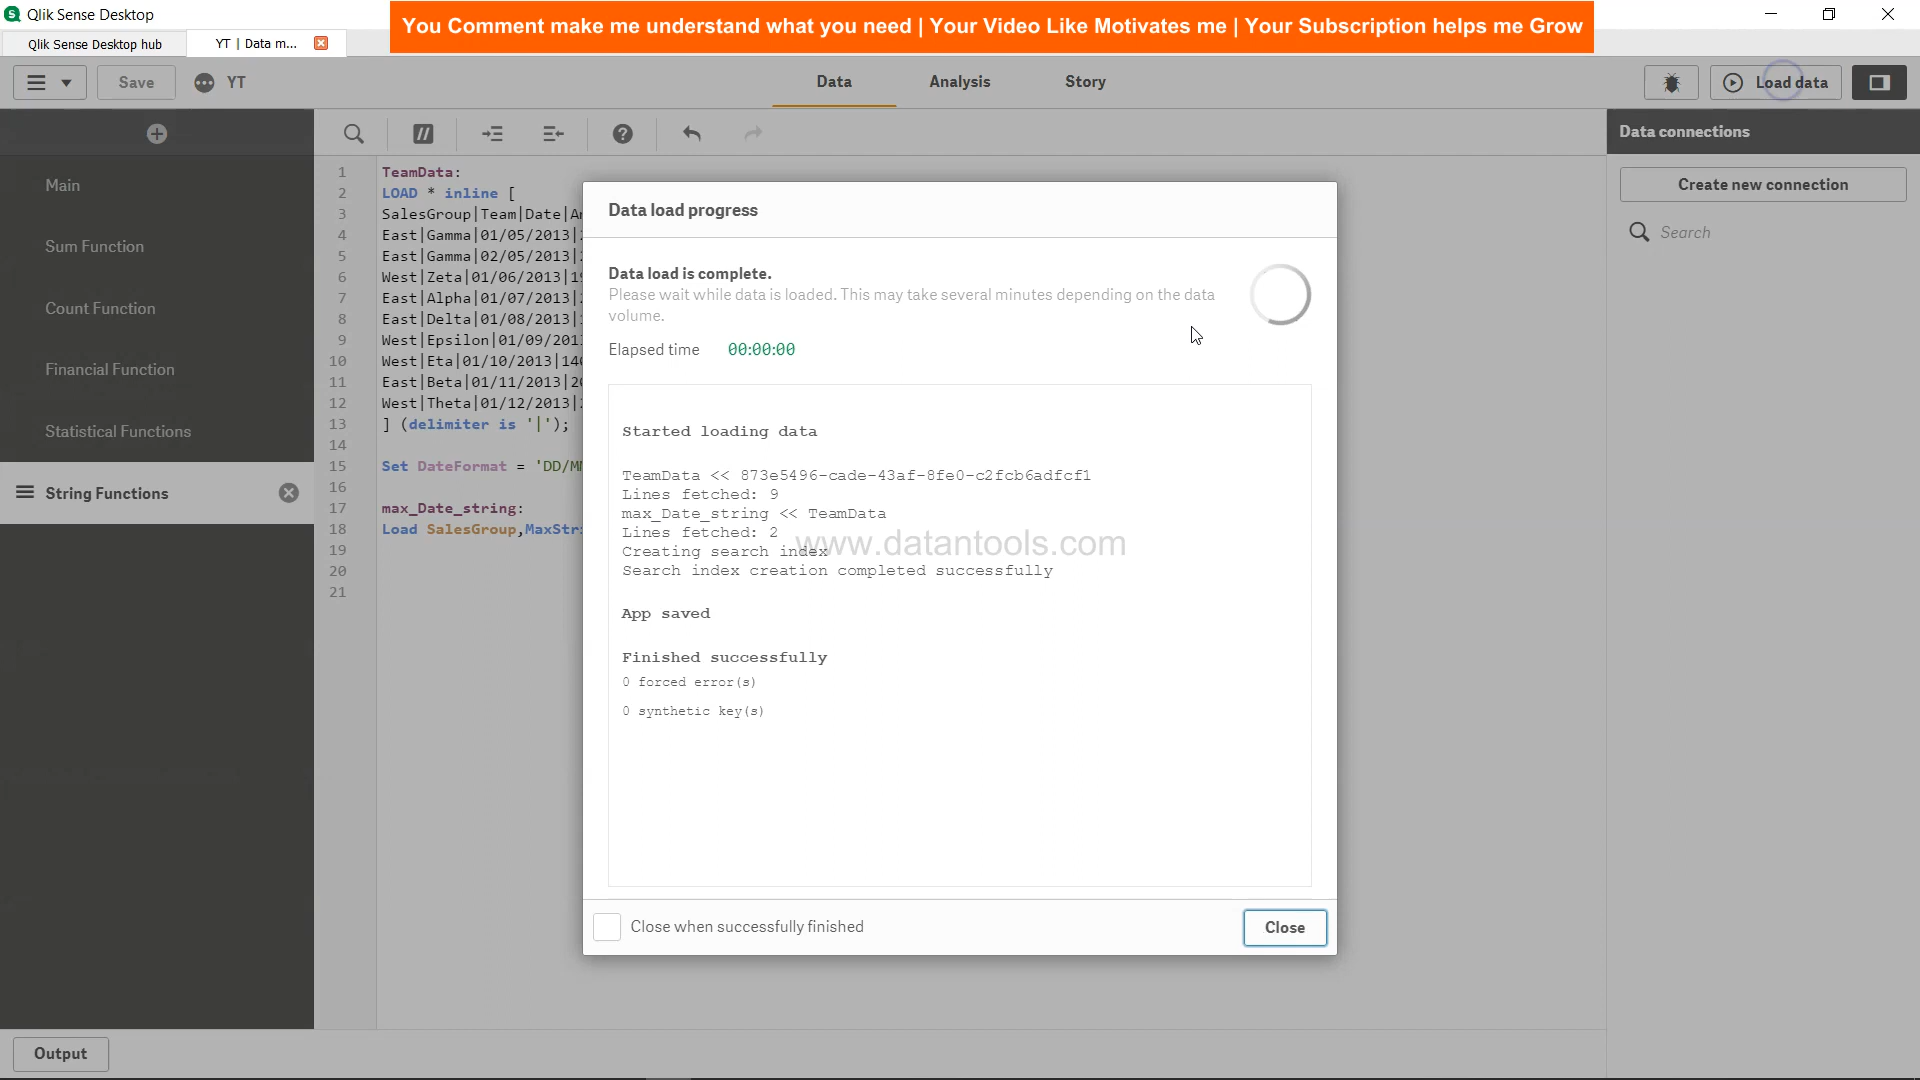 Qlik Sense Desktop
You Comment make me understand what you need | Your Video Like Motivates me | Your Subscription helps me Grow
Qlik Sense Desktop hub
YT | Data m...
Save
YT
Data
Analysis
Story
Load data
Main
Sum Function
Count Function
Financial Function
Statistical Functions
String Functions
1 TeamData:
2 LOAD * inline [
3 SalesGroup|Team|Date|
4 East|Gamma|01/05/2013|
5 East|Gamma|02/05/2013|
6 West|Zeta|01/06/2013|19
7 East|Alpha|01/07/2013|
8 East|Delta|01/08/2013|
9 West|Epsilon|01/09/201
10 West|Eta|01/10/2013|14
11 East|Beta|01/11/2013|2
12 West|Theta|01/12/2013|
13 ] (delimiter is '|');
14
15 Set DateFormat = 'DD/M
16
17 max_Date_string:
18 Load SalesGroup,MaxStr
19
20
21
Data load progress
Data load is complete.
Please wait while data is loaded. This may take several minutes depending on the data
volume.
Elapsed time 00:00:00
Started loading data
TeamData << 873e5496-cade-43af-8fe0-c2fcb6adfcf1
Lines fetched: 9
max_Date_string << TeamData
Lines fetched: 2
Creating search index
Search index creation completed successfully
App saved
Finished successfully
0 forced error(s)
0 synthetic key(s)
www.datantools.com
Close when successfully finished
Close
Data connections
Create new connection
Search
Output